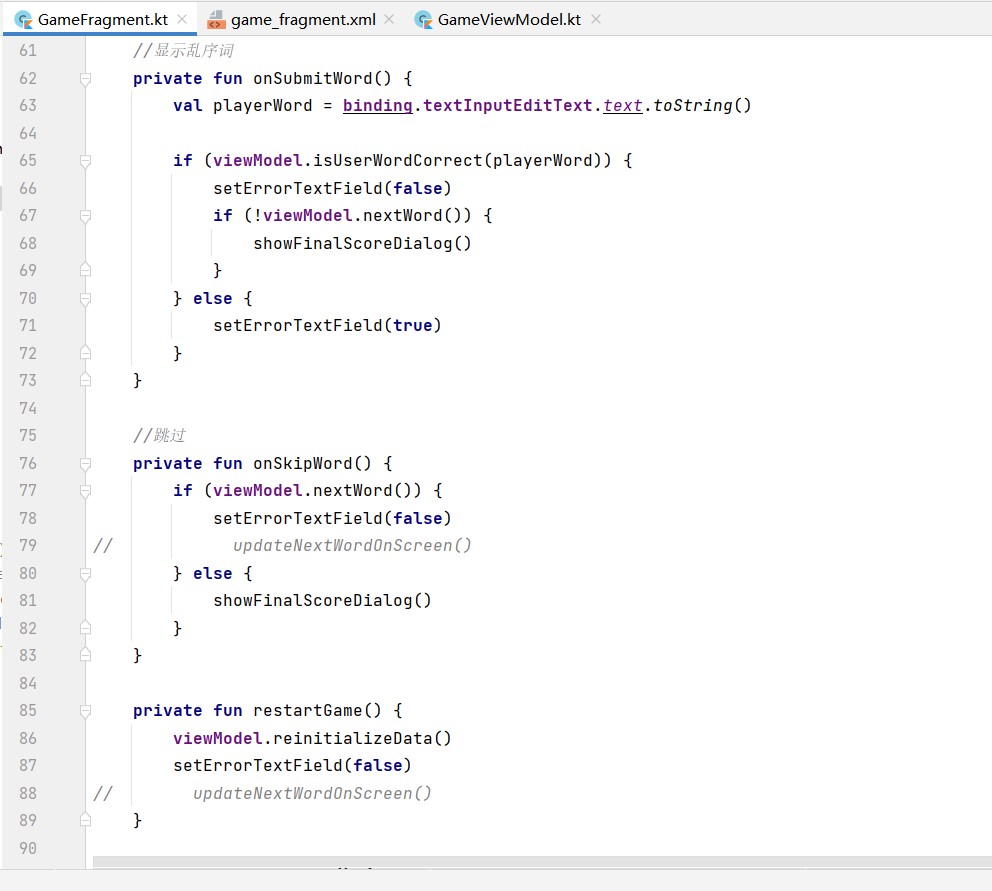 GameFragment.kt × game_fragment.xml × GameViewModel.kt ×
61 //显示乱序词
62 private fun onSubmitWord() {
63 val playerWord = binding.textInputEditText.text.toString()
64
65 if (viewModel.isUserWordCorrect(playerWord)) {
66 setErrorTextField(false)
67 if (!viewModel.nextWord()) {
68 showFinalScoreDialog()
69 }
70 } else {
71 setErrorTextField(true)
72 }
73 }
74
75 //跳过
76 private fun onSkipWord() {
77 if (viewModel.nextWord()) {
78 setErrorTextField(false)
79 // updateNextWordOnScreen()
80 } else {
81 showFinalScoreDialog()
82 }
83 }
84
85 private fun restartGame() {
86 viewModel.reinitializeData()
87 setErrorTextField(false)
88 // updateNextWordOnScreen()
89 }
90